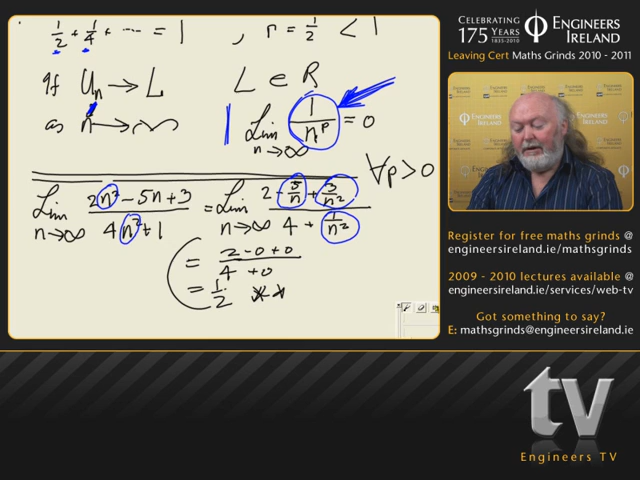 1/2 + 1/4 + ... = 1 , r = 1/2 < 1
If Uₙ → L L ∈ R
as n → ∞ Lim n→∞ 1/nᵖ = 0
∀p > 0
Lim n→∞ (2n² - 5n + 3)/(4n² + 1) = Lim n→∞ (2 - 5/n + 3/n²)/(4 + 1/n²)
= (2 - 0 + 0)/(4 + 0)
= 1/2 **
CELEBRATING
175 YEARS
1835-2010
ENGINEERS
IRELAND
Leaving Cert Maths Grinds 2010 - 2011
Register for free maths grinds @
engineersireland.ie/mathsgrinds
2009 - 2010 lectures available @
engineersireland.ie/services/web-tv
Got something to say?
E: mathsgrinds@engineersireland.ie
tv
Engineers TV